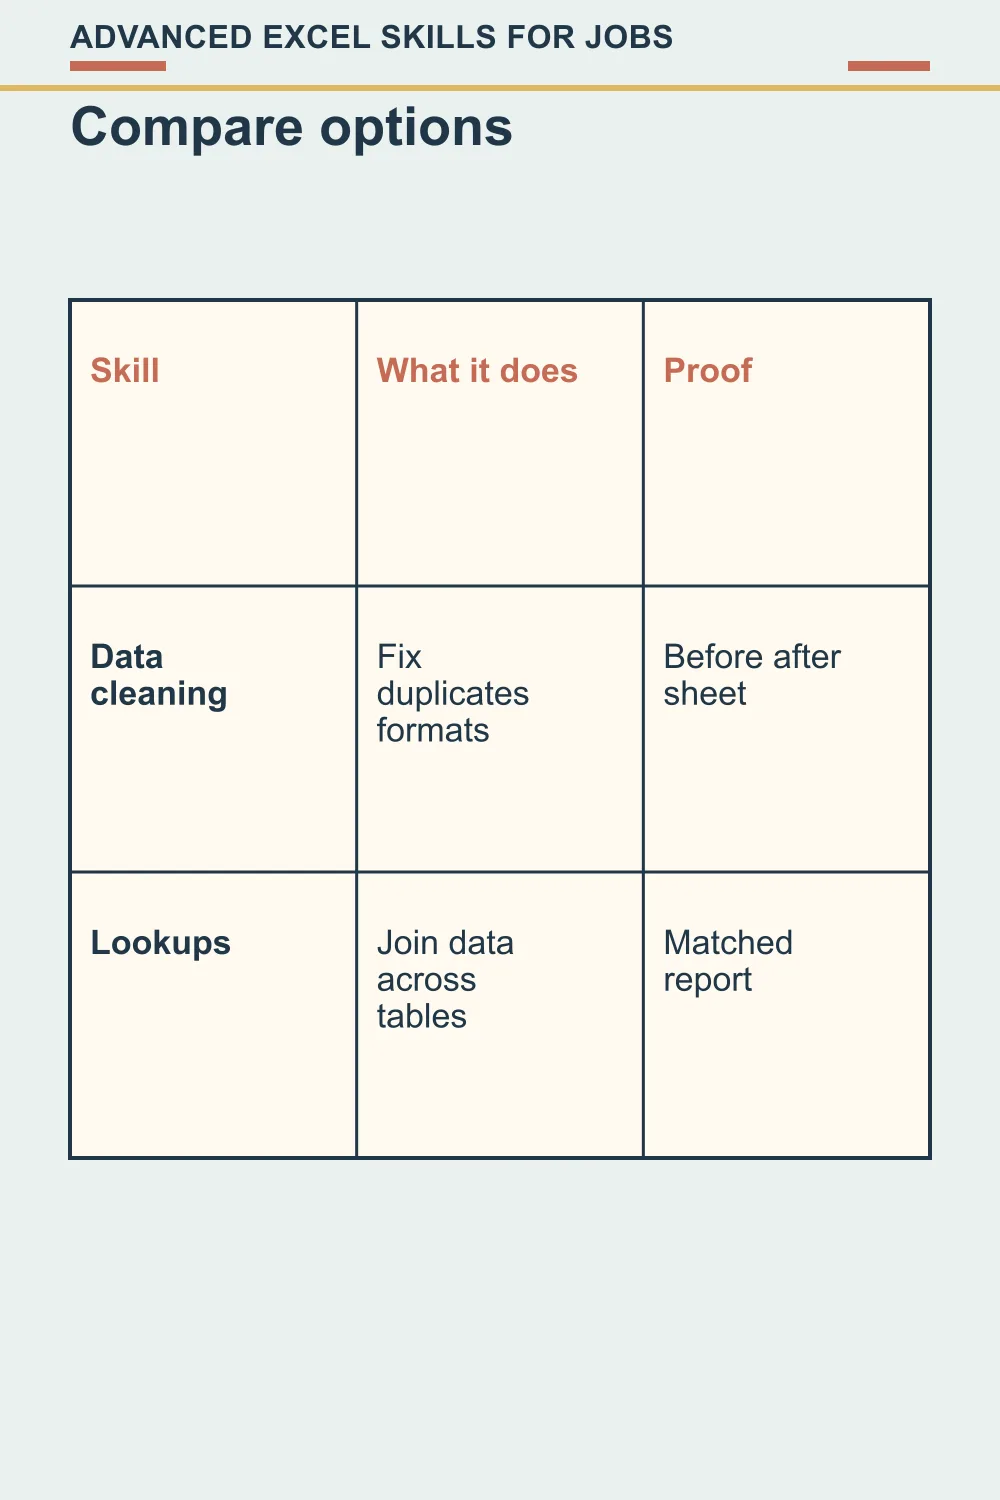 ADVANCED EXCEL SKILLS FOR JOBS
Compare options
Skill
What it does
Proof
Data
cleaning
Fix
duplicates
formats
Before after
sheet
Lookups
Join data
across
tables
Matched
report